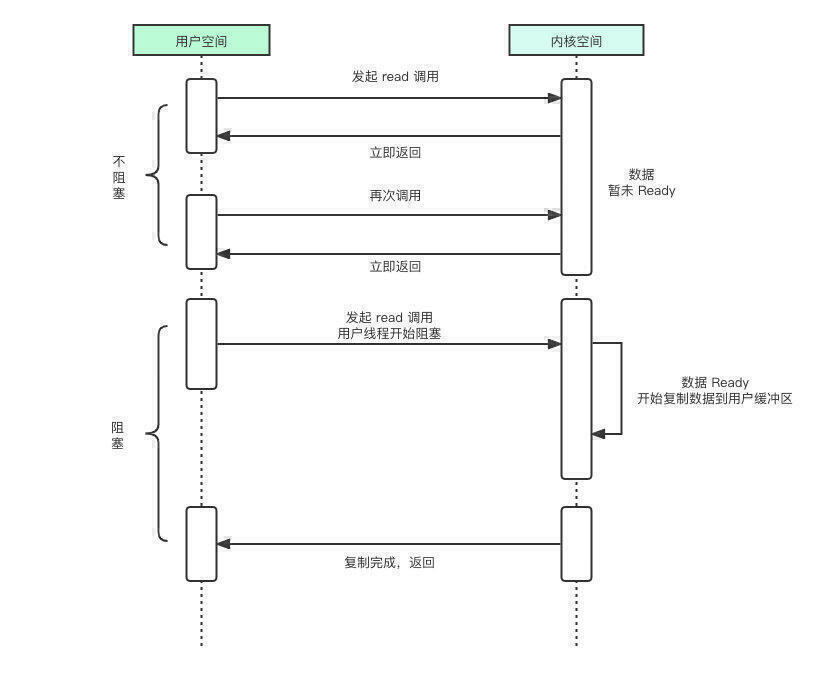 用户空间
内核空间
发起 read 调用
立即返回
不
阻
塞
数据
暂未 Ready
再次调用
立即返回
发起 read 调用
用户线程开始阻塞
数据 Ready
开始复制数据到用户缓冲区
阻
塞
复制完成，返回